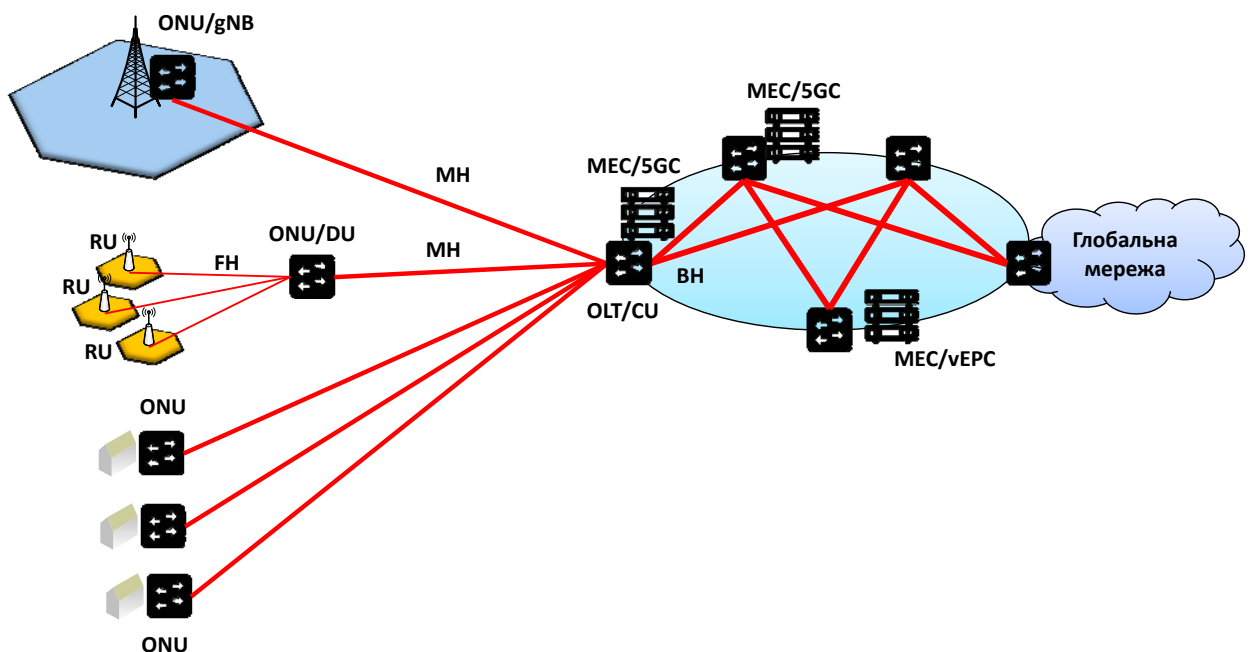 ONU/gNB
MEC/5GC
MEC/5GC
MH
RU
ONU/DU
MH
FH
RU
RU
BH
OLT/CU
Глобальна
мережа
MEC/vEPC
ONU
ONU